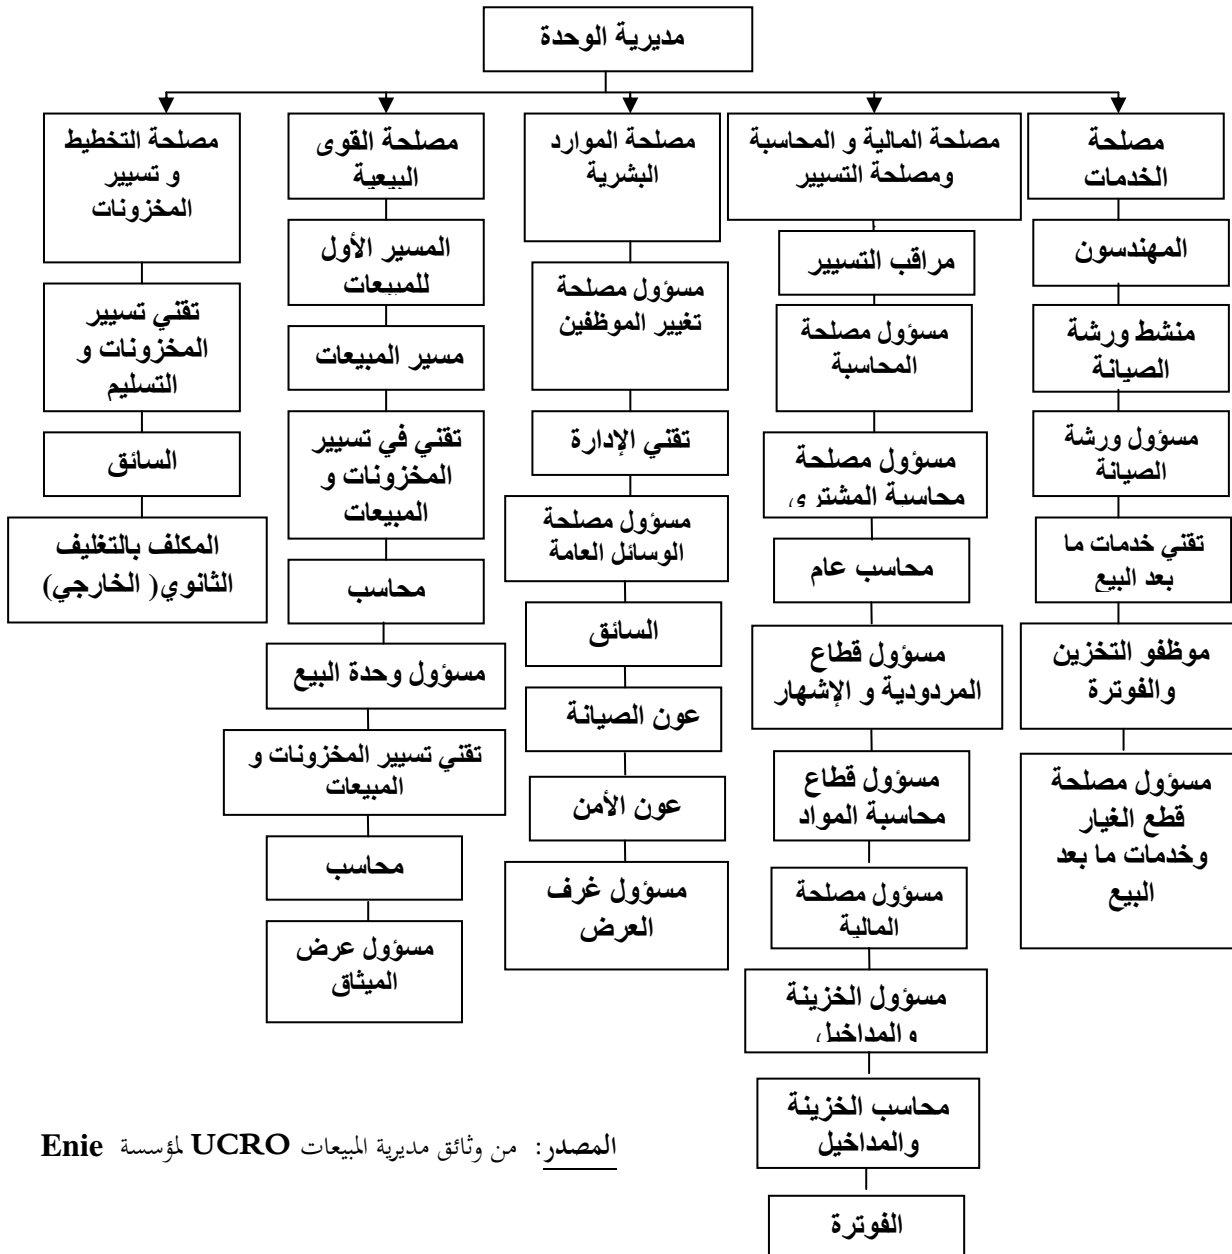 مديرية الوحدة
مصلحة
الخدمات
المهندسون
منشط ورشة
الصيانة
مسؤول ورشة
الصيانة
تقني خدمات ما
بعد البيع
موظفو التخزين
والفوترة
مسؤول مصلحة
قطع الغيار
وخدمات ما بعد
البيع
مصلحة المالية و المحاسبة
ومصلحة التسيير
مراقب التسيير
مسؤول مصلحة
المحاسبة
مسؤول مصلحة
محاسبة المشتري
محاسب عام
مسؤول قطاع
المردودية و الإشهار
مسؤول قطاع
محاسبة المواد
مسؤول مصلحة
المالية
مسؤول الخزينة
والمداخيل
محاسب الخزينة
والمداخيل
الفوترة
مصلحة الموارد
البشرية
مسؤول مصلحة
تغيير الموظفين
تقني الإدارة
مسؤول مصلحة
الوسائل العامة
السائق
عون الصيانة
عون الأمن
مسؤول غرف
العرض
مصلحة القوى
البيعية
المسير الأول
للمبيعات
مسير المبيعات
تقني في تسيير
المخزونات و
المبيعات
محاسب
مسؤول وحدة البيع
تقني تسيير المخزونات و
المبيعات
محاسب
مسؤول عرض
الميثاق
مصلحة التخطيط
و تسيير
المخزونات
تقني تسيير
المخزونات و
التسليم
السائق
المكلف بالتغليف
الثانوي( الخارجي)
المصدر: من وثائق مديرية المبيعات UCRO لمؤسسة Enie